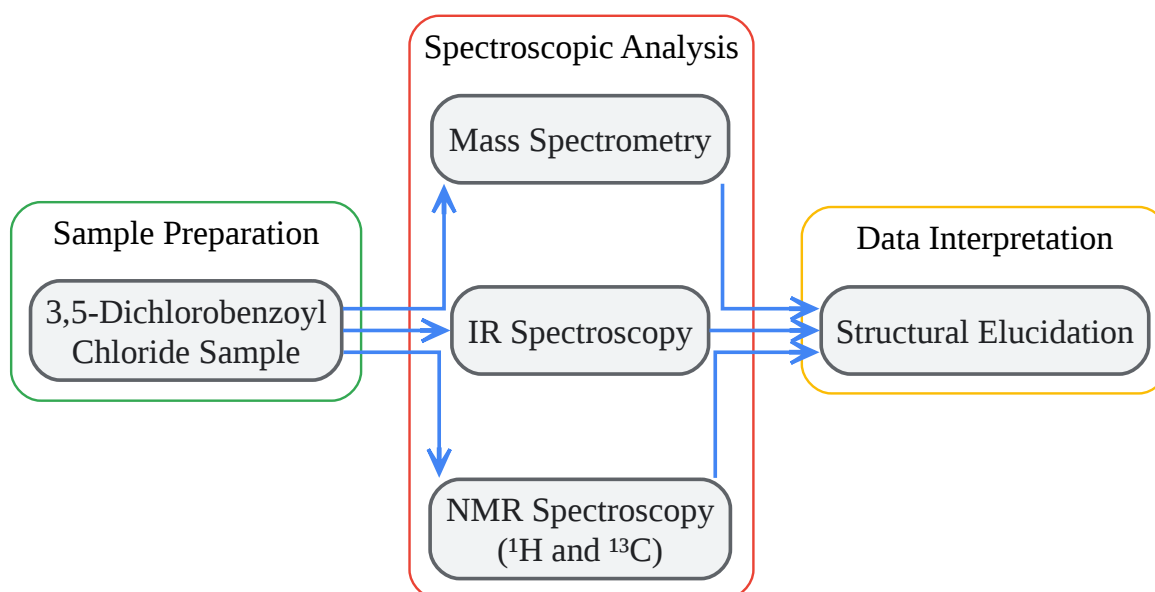 Spectroscopic Analysis
Mass Spectrometry
Sample Preparation
3,5-Dichlorobenzoyl
Chloride Sample
IR Spectroscopy
Data Interpretation
Structural Elucidation
NMR Spectroscopy
(¹H and ¹³C)